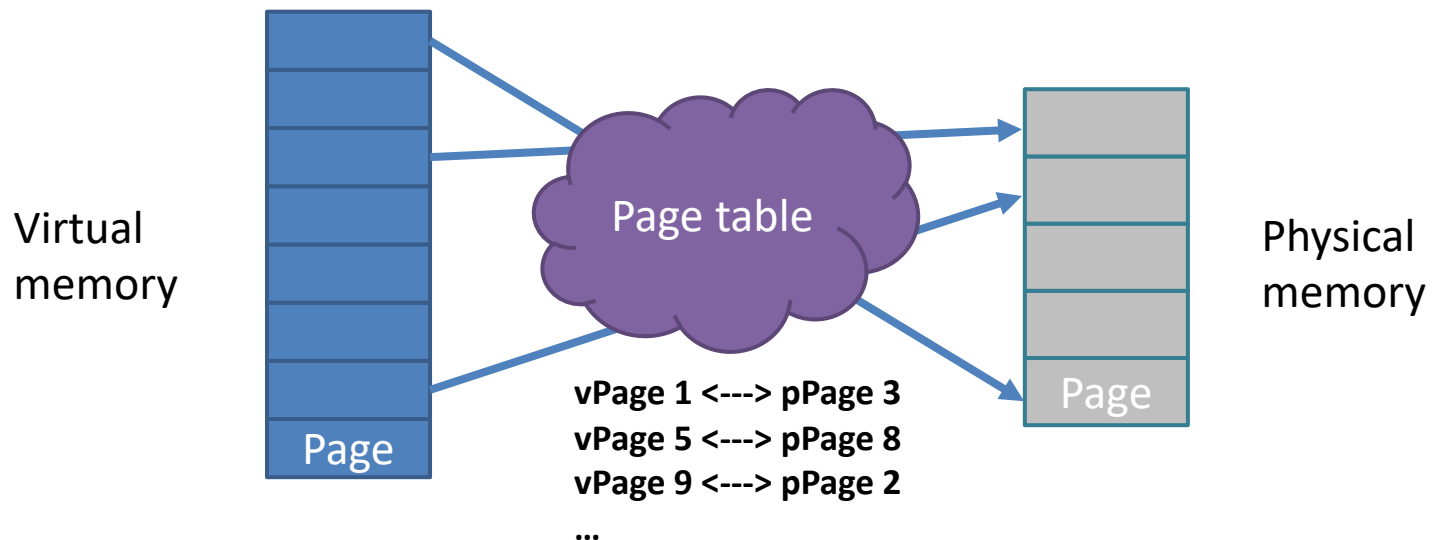 Virtual
memory
Page
Page table
vPage 1 <---> pPage 3
vPage 5 <---> pPage 8
vPage 9 <---> pPage 2
…
Page
Physical
memory